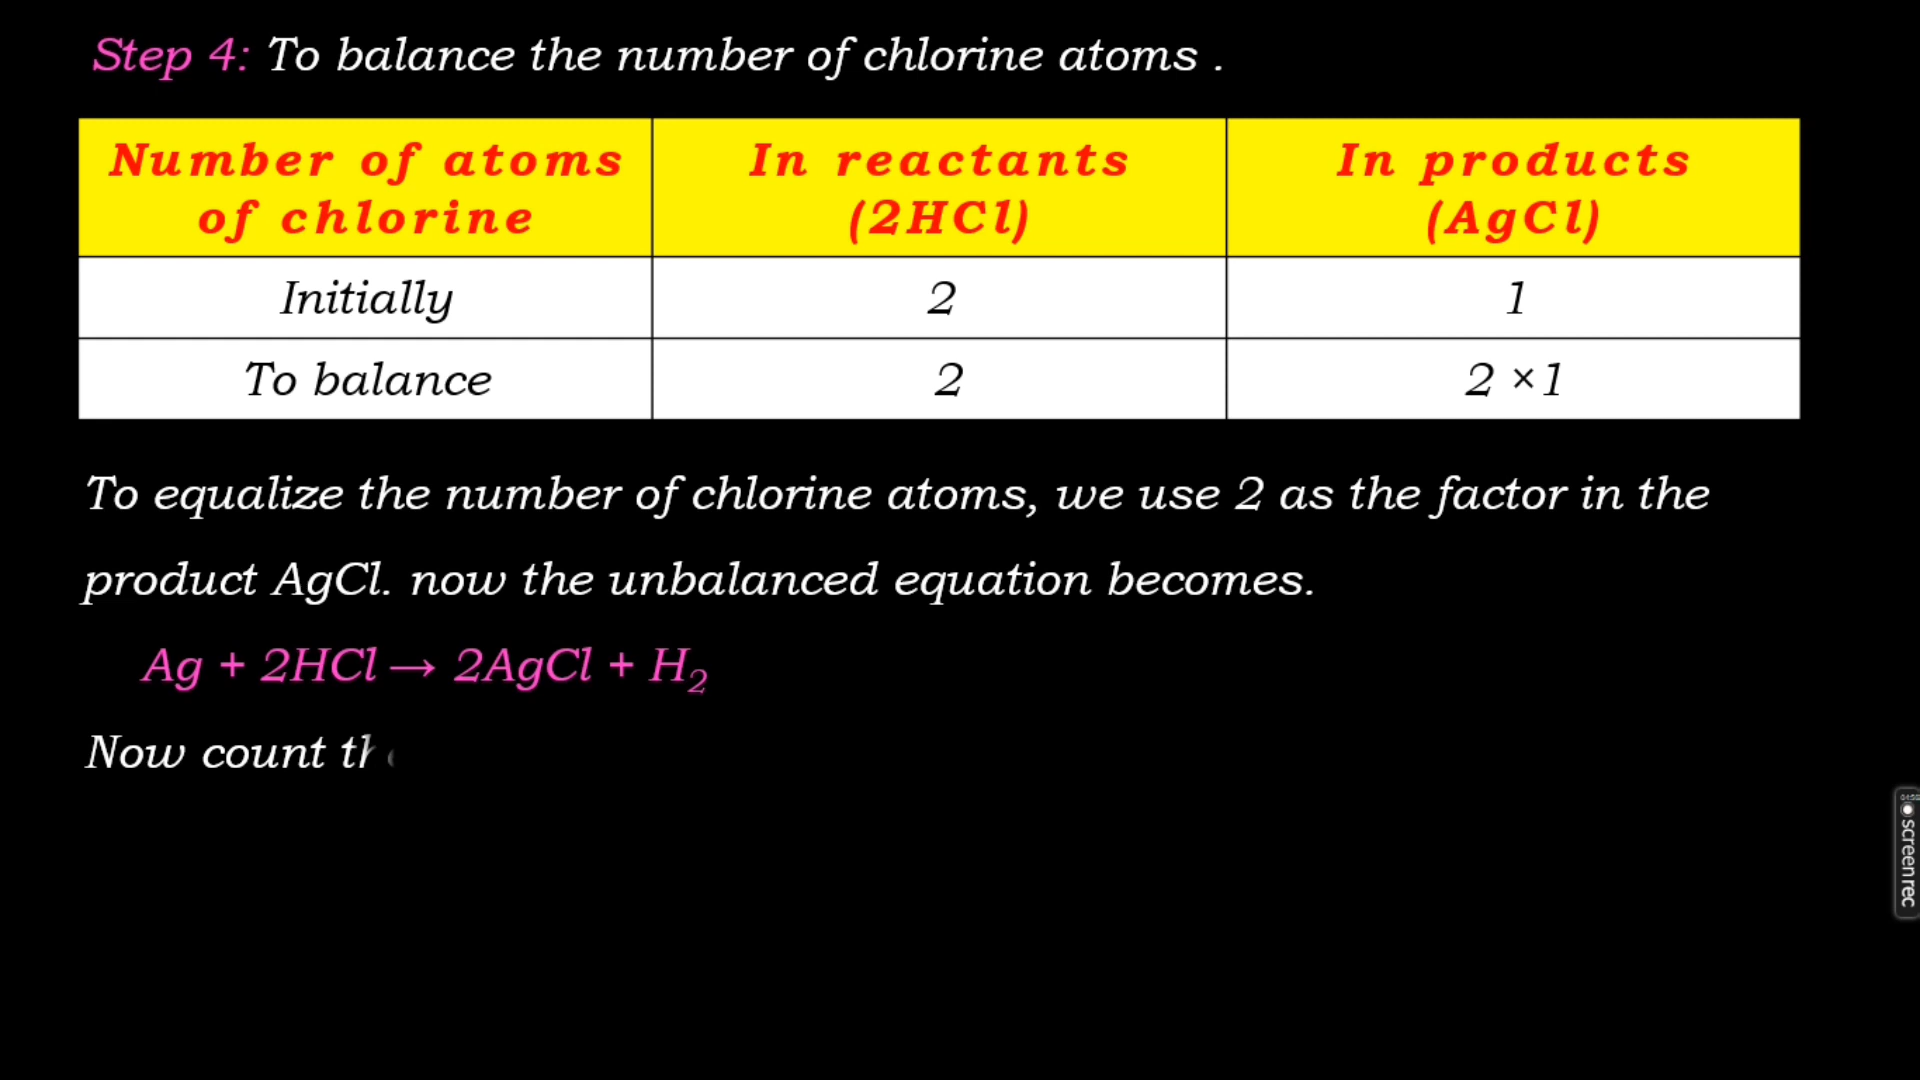 Step 4: To balance the number of chlorine atoms .
Number of atoms of chlorine
In reactants (2HCl)
In products (AgCl)
Initially 2 1
To balance 2 2 ×1
To equalize the number of chlorine atoms, we use 2 as the factor in the
product AgCl. now the unbalanced equation becomes.
Ag + 2HCl → 2AgCl + H₂
Now count
screenrec